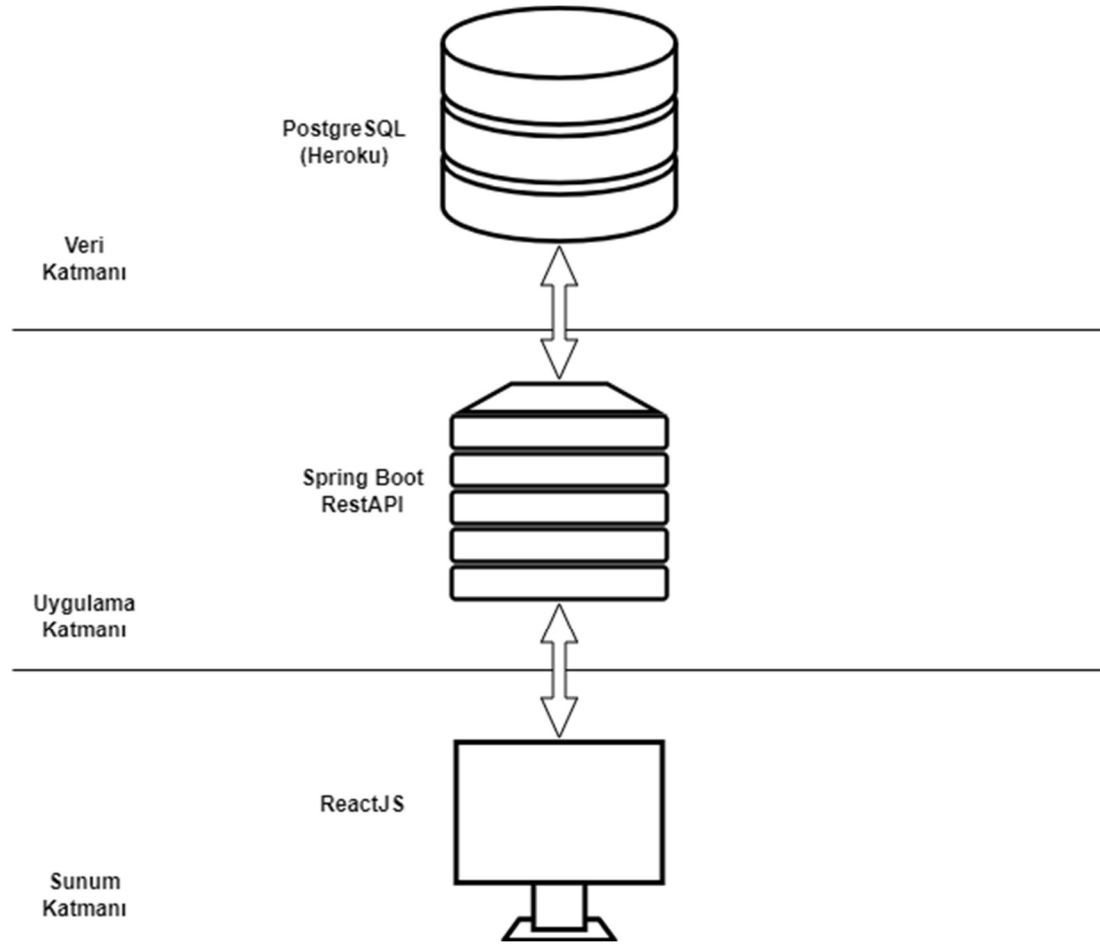 PostgreSQL
(Heroku)
Veri
Katmanı
Spring Boot
RestAPI
Uygulama
Katmanı
ReactJS
Sunum
Katmanı